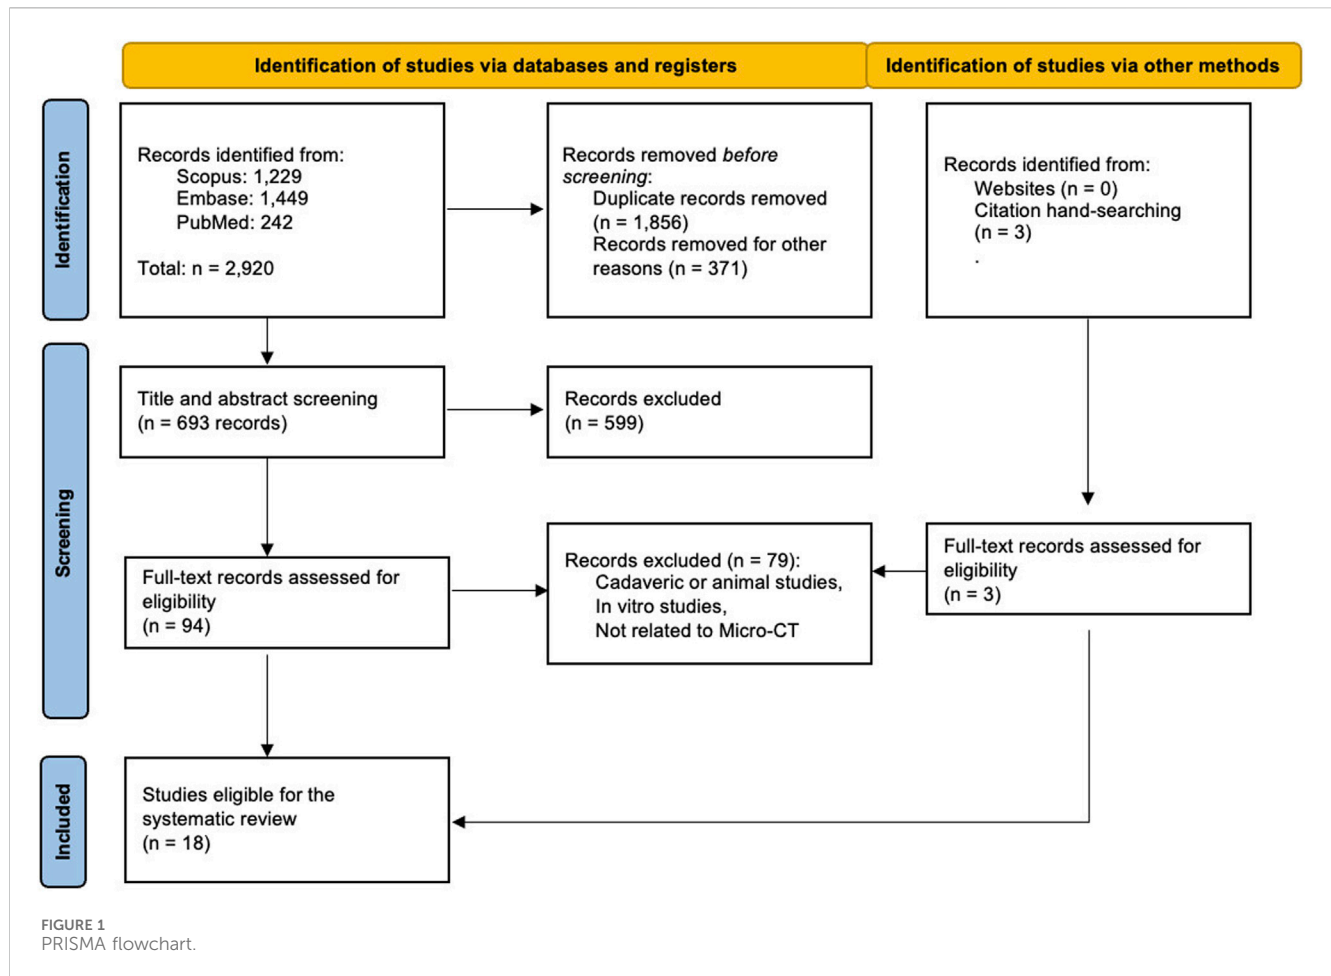 Identification of studies via databases and registers
Identification of studies via other methods
Identification
Records identified from:
Scopus: 1,229
Embase: 1,449
PubMed: 242
Total: n = 2,920
Records removed before
screening:
Duplicate records removed
(n = 1,856)
Records removed for other
reasons (n = 371)
Records identified from:
Websites (n = 0)
Citation hand-searching
(n = 3)
.
Screening
Title and abstract screening
(n = 693 records)
Records excluded
(n = 599)
Full-text records assessed for
eligibility
(n = 94)
Records excluded (n = 79):
Cadaveric or animal studies,
In vitro studies,
Not related to Micro-CT
Full-text records assessed for
eligibility
(n = 3)
Included
Studies eligible for the
systematic review
(n = 18)
FIGURE 1
PRISMA flowchart.